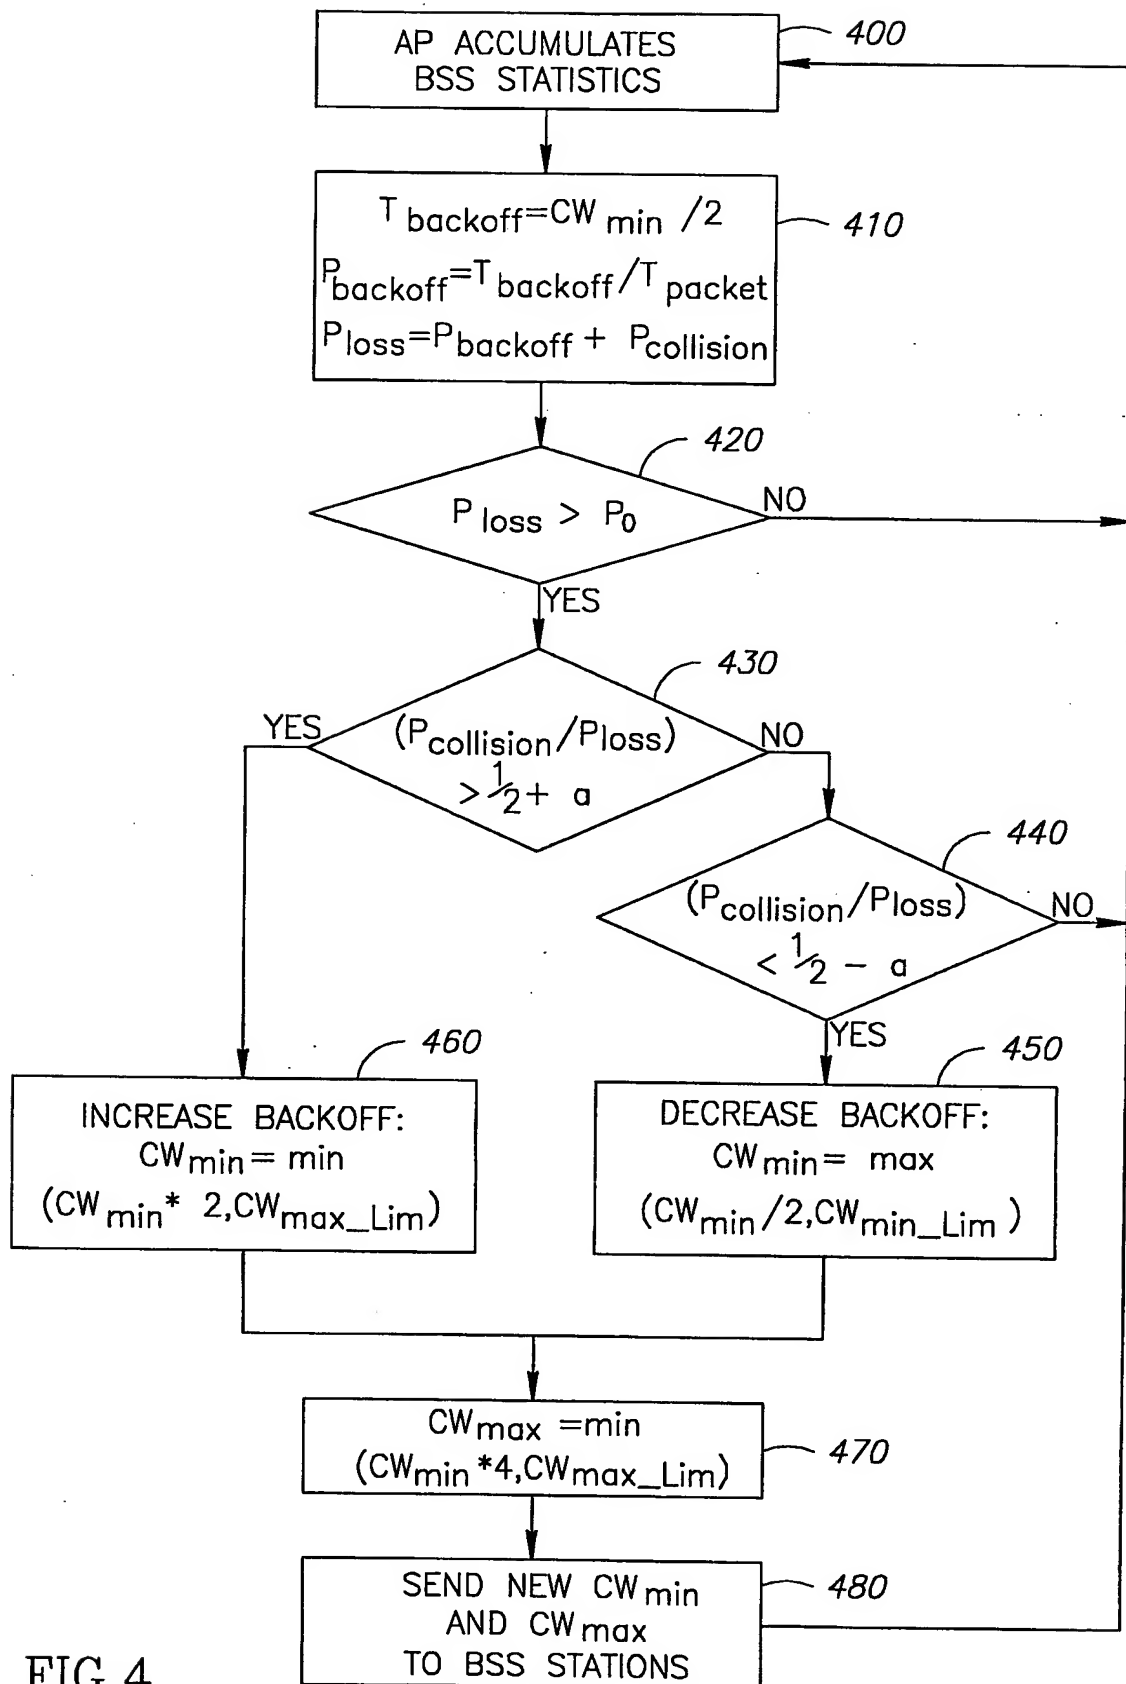 400
AP ACCUMULATES
BSS STATISTICS
T backoff=CW min /2
410
Pbackoff=T backoff/T packet
P loss=P backoff + P collision
420
P loss > P0
NO
YES
430
YES
(P collision/P loss)
NO
> 1/2 + a
440
(P collision/P loss)
NO
< 1/2 - a
YES
460
450
INCREASE BACKOFF:
CW min = min
(CW min* 2,CW max_Lim)
DECREASE BACKOFF:
CW min= max
(CW min/2,CW min_Lim)
CW max =min
(CW min *4,CW max_Lim)
470
SEND NEW CW min
AND CW max
TO BSS STATIONS
480
FIG.4